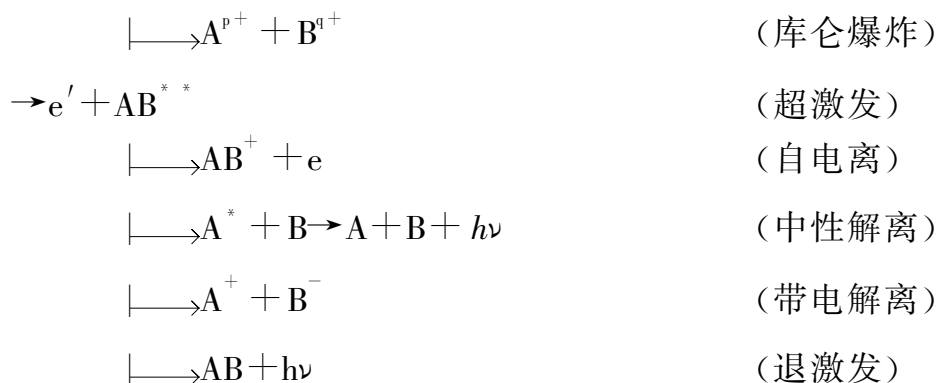 ↦A^{p+} + B^{q+} (库仑爆炸)
→e′+AB^{* *} (超激发)
↦AB^{+} + e (自电离)
↦A^{*} + B→A+B+ hν (中性解离)
↦A^{+} + B^{-} (带电解离)
↦AB+hν (退激发)